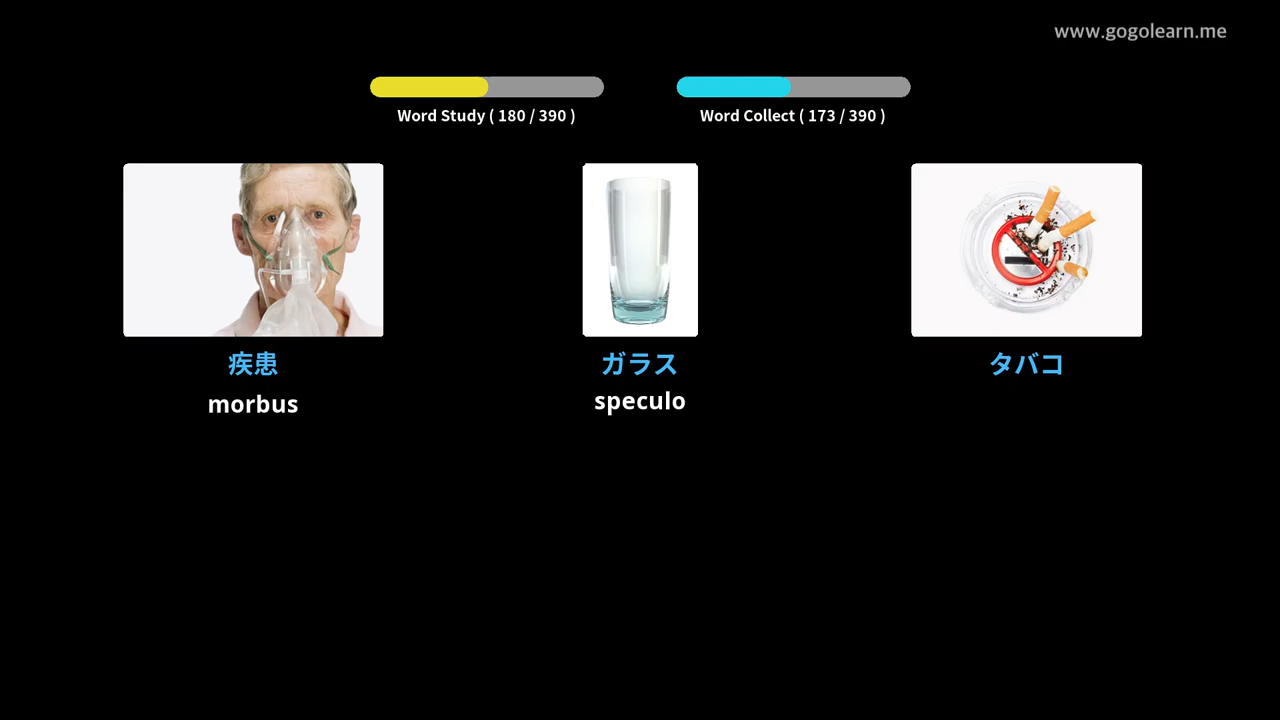 www.gogolearn.me
Word Study ( 180 / 390 )
Word Collect ( 173 / 390 )
疾患
ガラス
タバコ
morbus
speculo